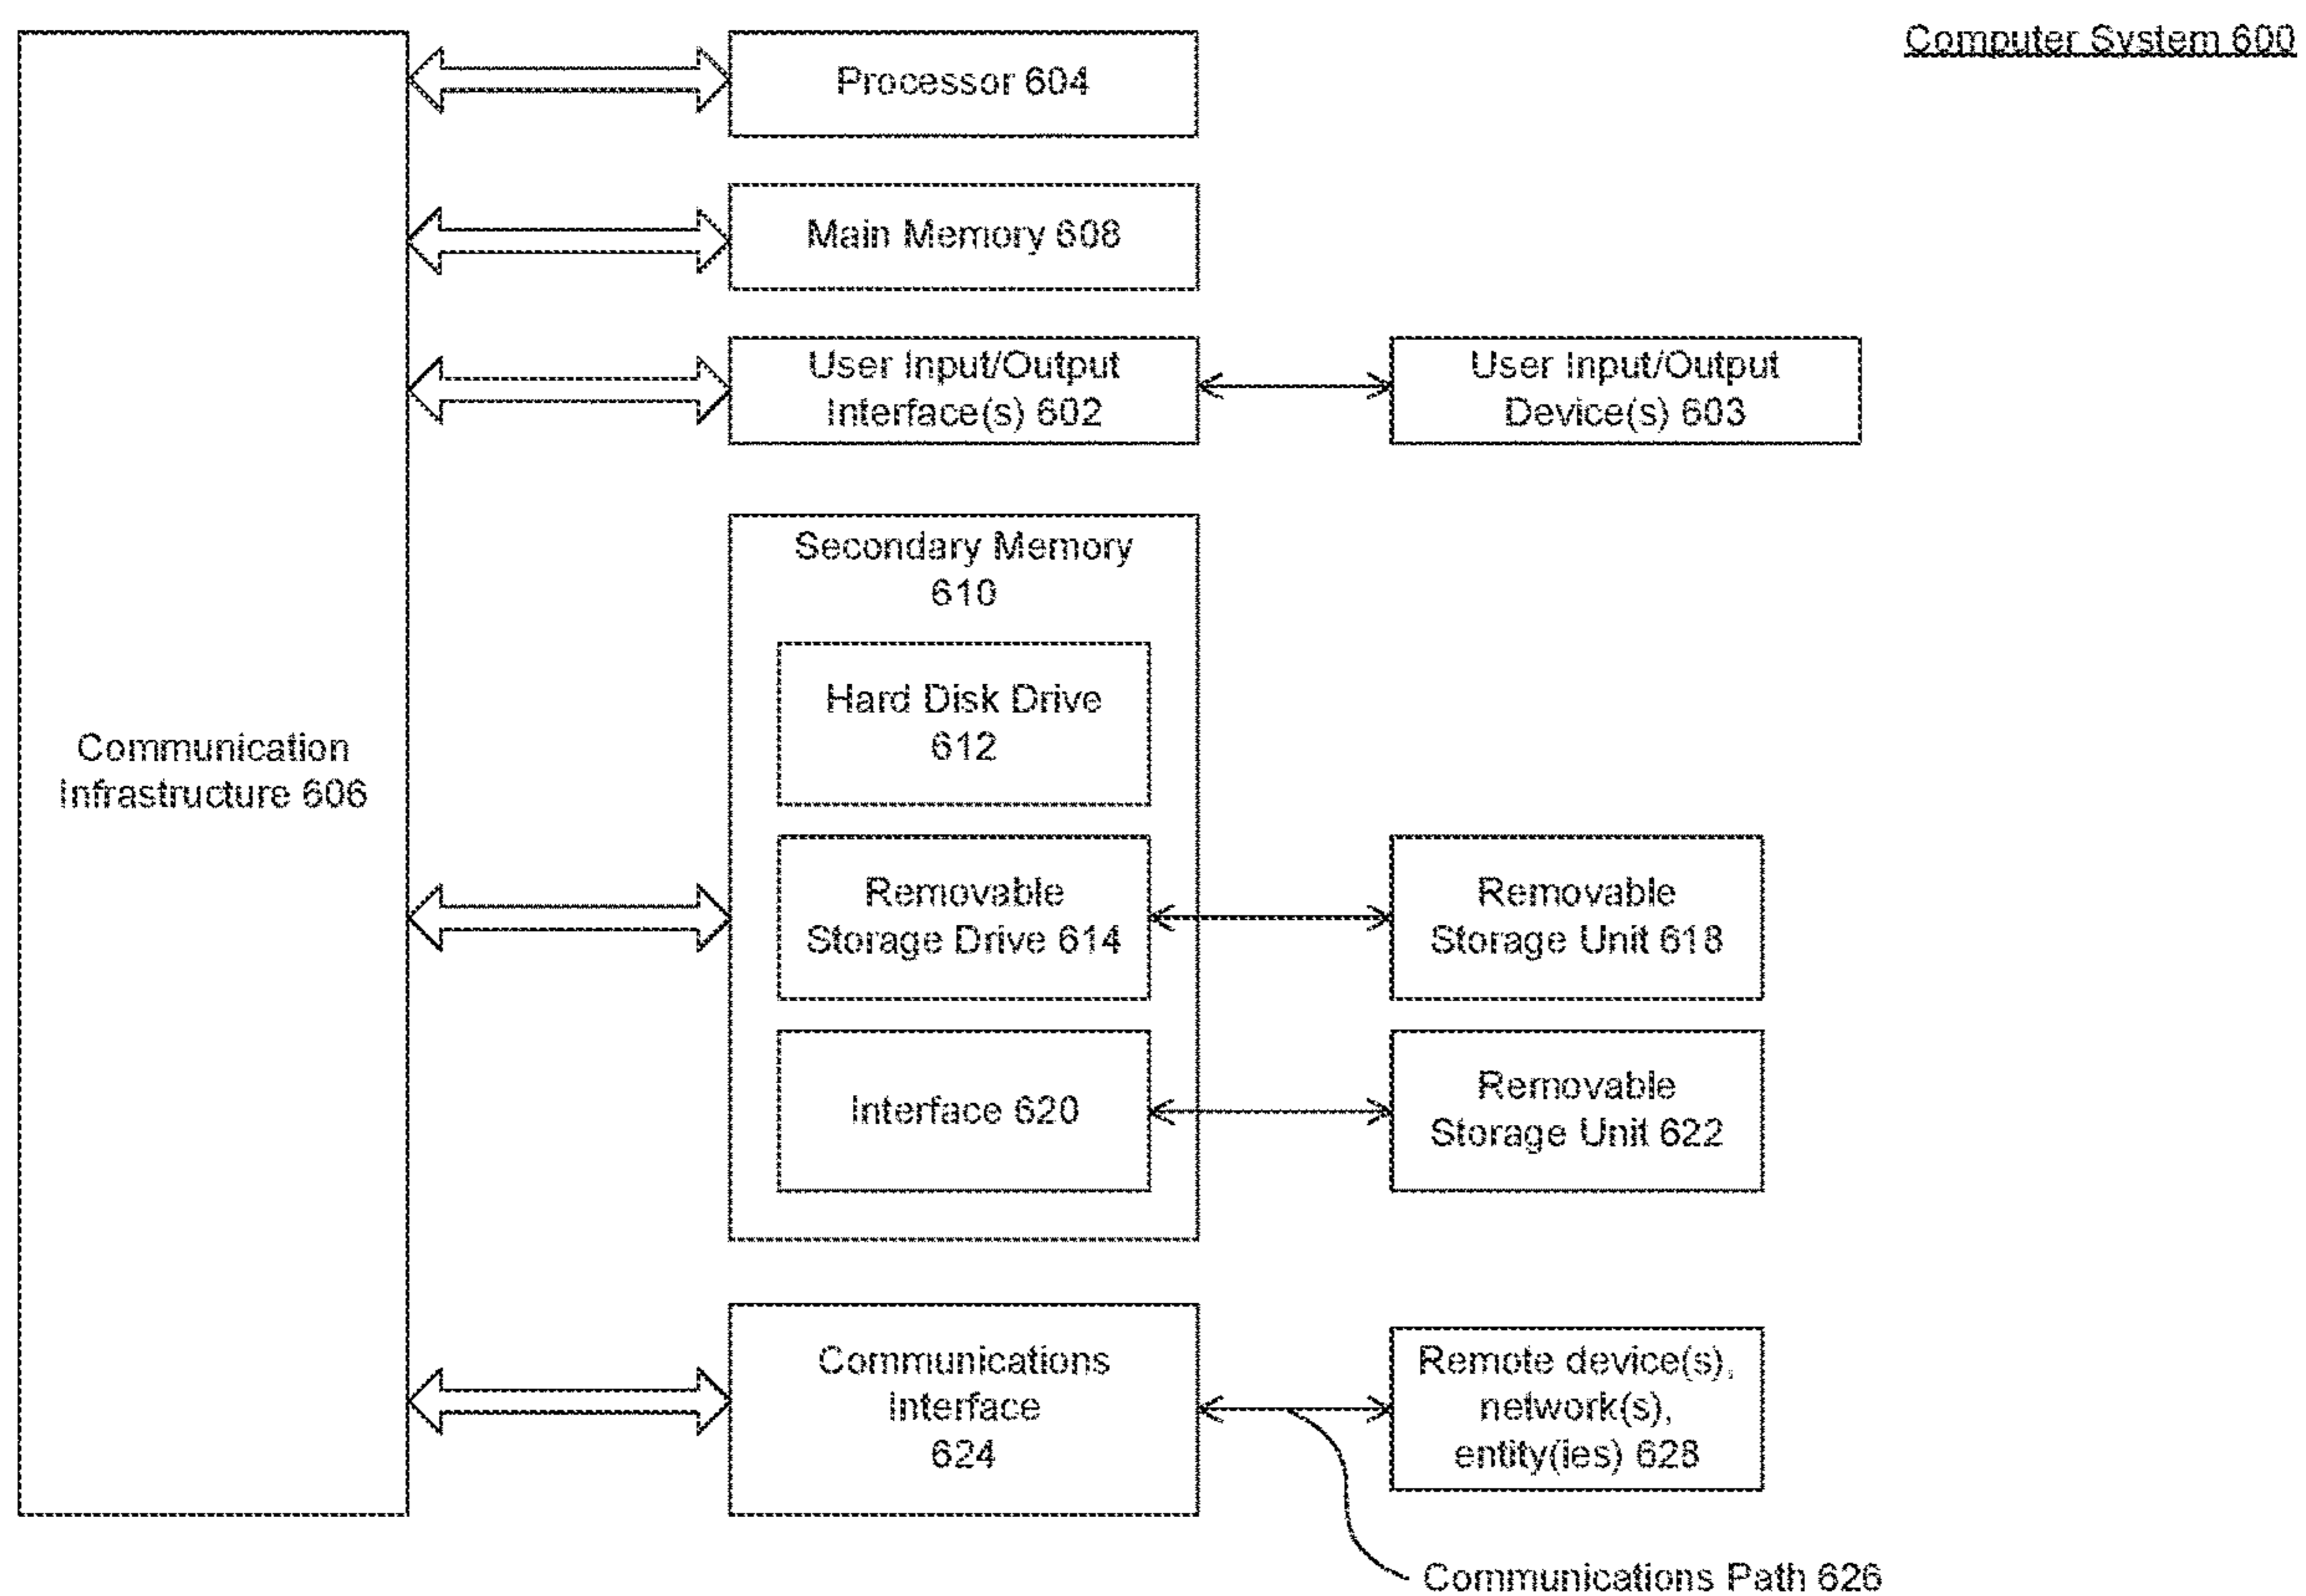 Computer System 600
Processor 604
Main Memory 608
User Input/Output
Interface(s) 602
User Input/Output
Device(s) 603
Secondary Memory
610
Hard Disk Drive
612
Communication
Infrastructure 606
Removable
Storage Drive 614
Removable
Storage Unit 618
Interface 620
Removable
Storage Unit 622
Communications
Interface
624
Remote device(s),
network(s),
entity(ies) 628
Communications Path 626